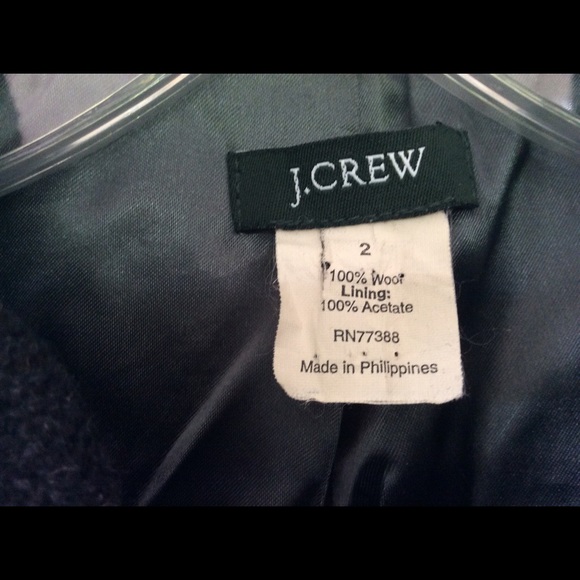 J.CREW
2
100% Wool
Lining:
100% Acetate
RN77388
Made in Philippines